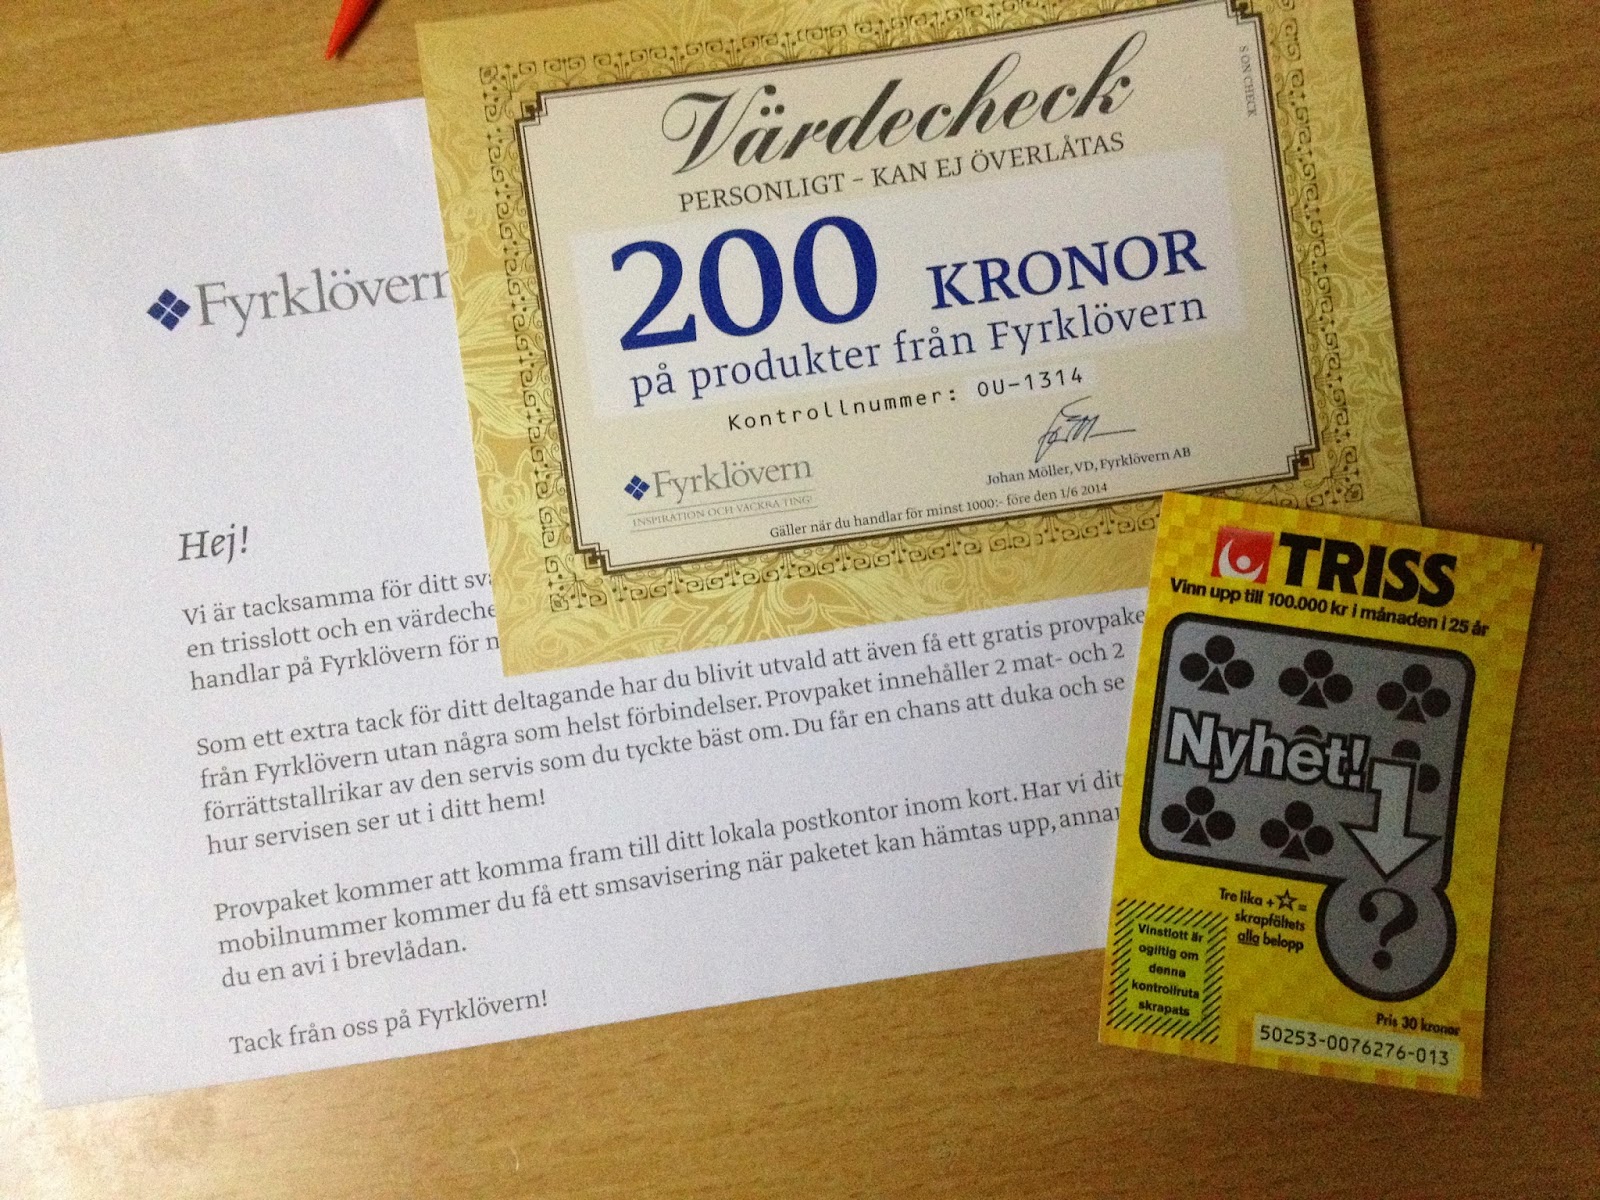 Fyrklövern
Hej!
Vi är tacksamma för ditt
en trisslott och en
handlar på Fyrklövern för
Som ett extra tack för ditt deltagande har du blivit utvald att även få ett gratis
från Fyrklövern utan några som helst förbindelser. Provpaket innehåller 2 mat- och 2
förrättstallrikar av den servis som du tyckte bäst om. Du får en chans att duka och se
hur servisen ser ut i ditt hem!
Provpaket kommer att komma fram till ditt lokala postkontor inom kort. Har vi
mobilnummer kommer du få ett smsavisering när paketet kan hämtas upp,
du en avi i brevlådan.
Tack från oss på Fyrklövern!
Värdecheck
PERSONLIGT – KAN EJ ÖVERLÅTAS
200 KRONOR
på produkter från Fyrklövern
Kontrollnummer: OU-1314
Johan Möller, VD, Fyrklövern AB
Fyrklövern
INSPIRATION OCH VACKRA TING!
Gäller när du handlar för minst 1000:- före den 1/6 2014
TRISS
Vinn upp till 100.000 kr i månaden i 25 år
Nyhet!
?
Tre lika + ☆ =
skrapfältets
alla belopp
Vinstlott är
ogiltig om
denna
kontrollruta
skrapats
Pris 30 kronor
50253-0076276-013